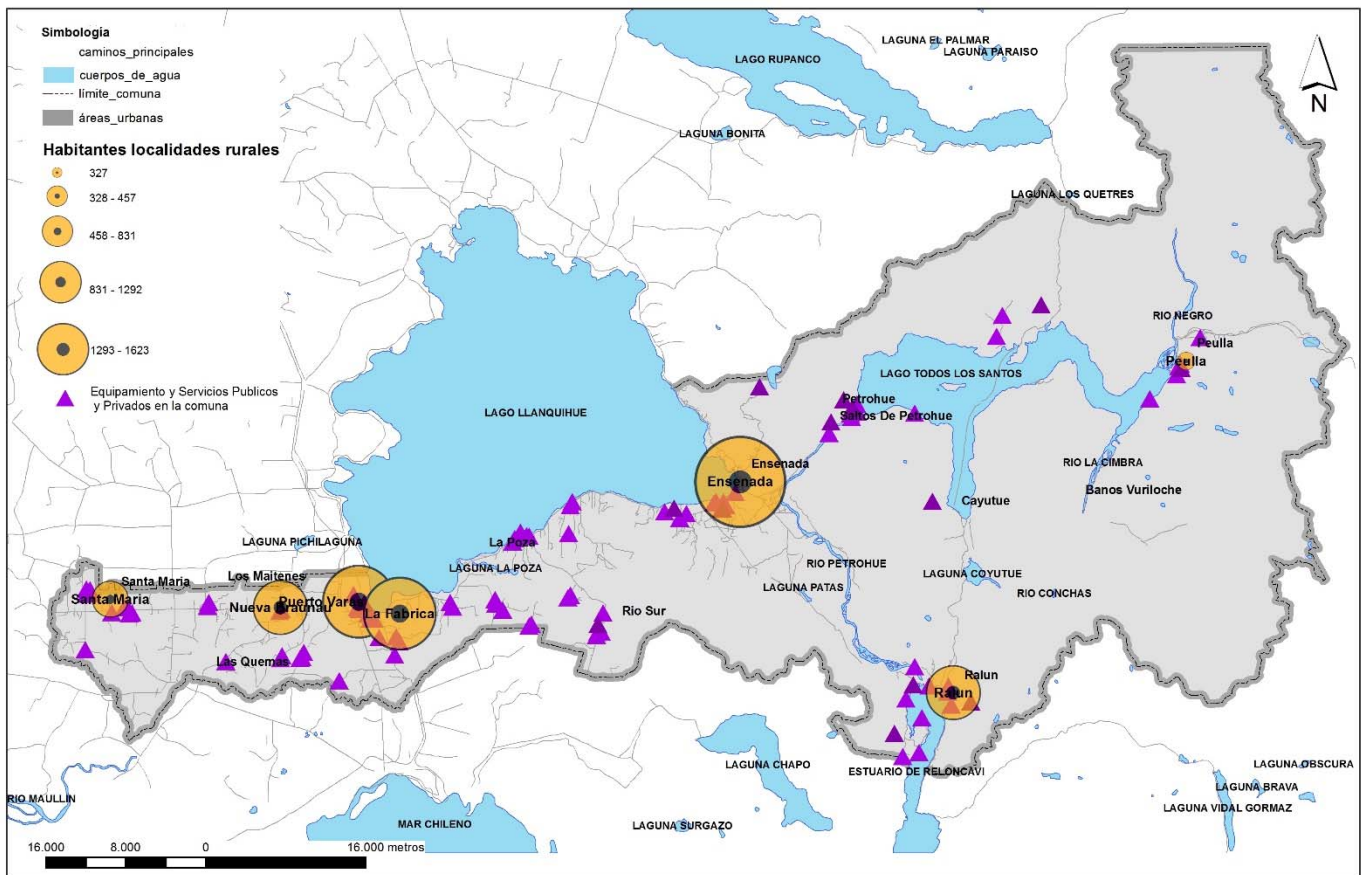 Simbología
caminos_principales
cuerpos_de_agua
límite_comuna
áreas_urbanas
Habitantes localidades rurales
327
328 - 457
458 - 831
831 - 1292
1293 - 1623
Equipamiento y Servicios Publicos
y Privados en la comuna
LAGUNA EL PALMAR
LAGUNA PARAISO
LAGO RUPANCO
N
LAGUNA BONITA
LAGUNA LOS QUETRES
RIO NEGRO
Peulla
Peulla
LAGO TODOS LOS SANTOS
Petrohue
Saltos De Petrohue
LAGO LLANQUIHUE
Ensenada
Ensenada
RIO LA CIMBRA
Banos Vuriloche
Cayutue
LAGUNA PICHILAGUNA
La Poza
LAGUNA LA POZA
RIO PETROHUE
LAGUNA PATAS
LAGUNA COYUTUE
RIO CONCHAS
Santa Maria
Santa Maria
Los Maitenes
Nueva Braunau
Puerto Varas
La Fabrica
Rio Sur
Las Quemas
Ralun
Ralun
ESTUARIO DE RELONCAVI
LAGUNA CHAPO
LAGUNA OBSCURA
LAGUNA BRAVA
LAGUNA VIDAL GORMAZ
RIO MAULLIN
MAR CHILENO
LAGUNA SURGAZO
16.000 8.000 0 16.000 metros